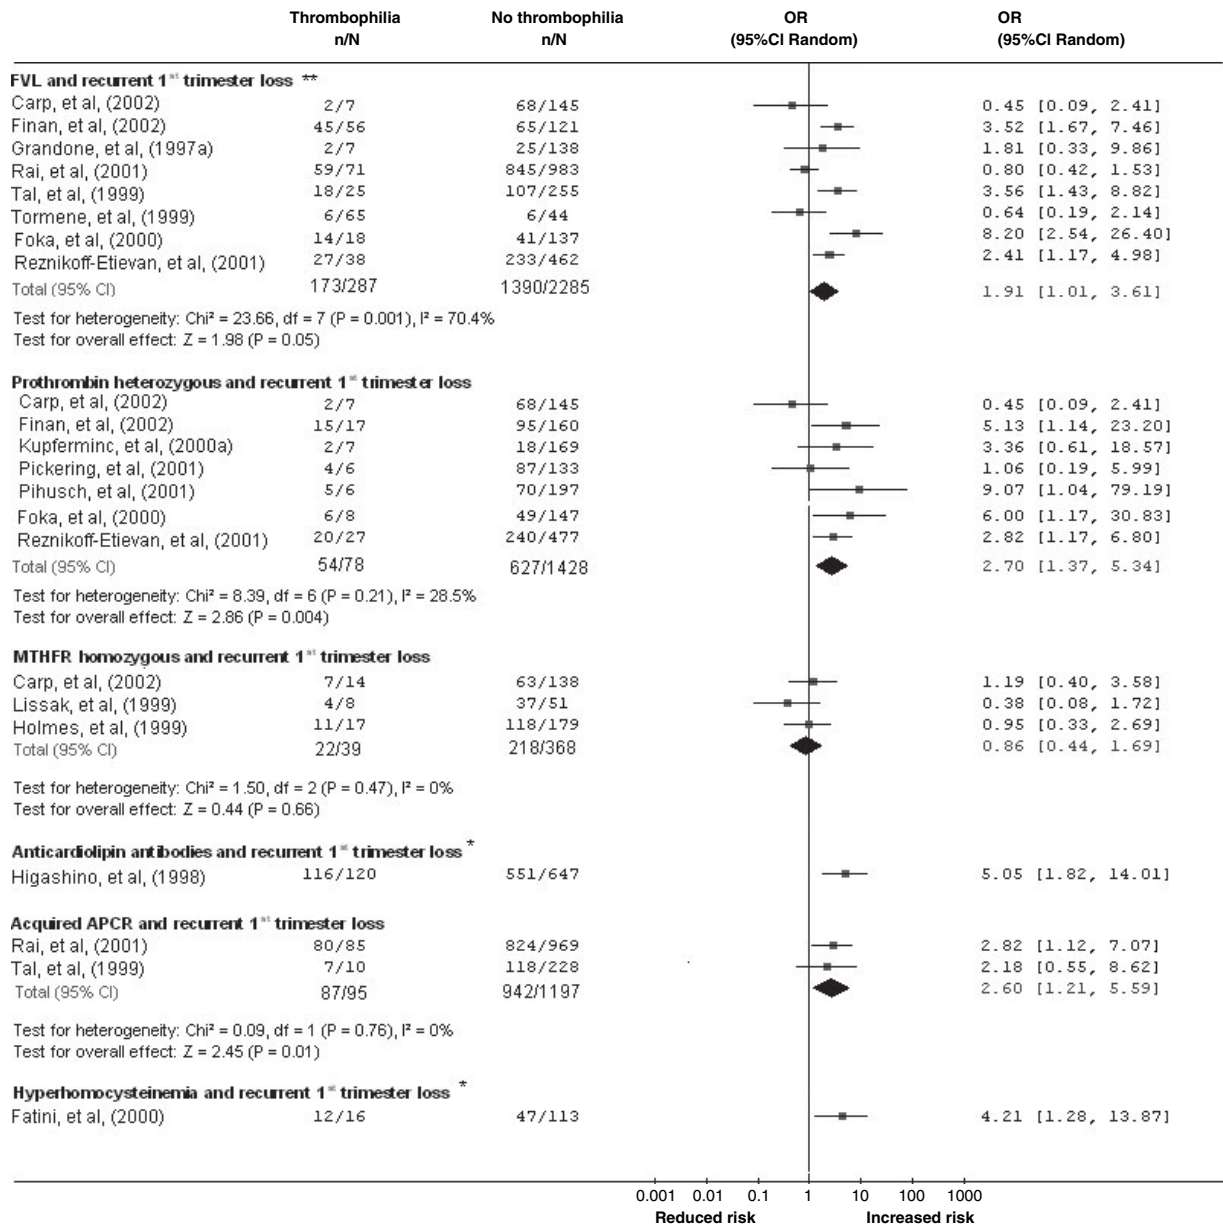 Thrombophilia No thrombophilia OR OR
n/N n/N (95%CI Random) (95%CI Random)
FVL and recurrent 1st trimester loss **
Carp, et al, (2002) 2/7 68/145 0.45 [0.09, 2.41]
Finan, et al, (2002) 45/56 65/121 3.52 [1.67, 7.46]
Grandone, et al, (1997a) 2/7 25/138 1.81 [0.33, 9.86]
Rai, et al, (2001) 59/71 845/983 0.80 [0.42, 1.53]
Tal, et al, (1999) 18/25 107/255 3.56 [1.43, 8.82]
Tormene, et al, (1999) 6/65 6/44 0.64 [0.19, 2.14]
Foka, et al, (2000) 14/18 41/137 8.20 [2.54, 26.40]
Reznikoff-Etievan, et al, (2001) 27/38 233/462 2.41 [1.17, 4.98]
Total (95% CI) 173/287 1390/2285 1.91 [1.01, 3.61]
Test for heterogeneity: Chi² = 23.66, df = 7 (P = 0.001), I² = 70.4%
Test for overall effect: Z = 1.98 (P = 0.05)
Prothrombin heterozygous and recurrent 1st trimester loss
Carp, et al, (2002) 2/7 68/145 0.45 [0.09, 2.41]
Finan, et al, (2002) 15/17 95/160 5.13 [1.14, 23.20]
Kupferminc, et al, (2000a) 2/7 18/169 3.36 [0.61, 18.57]
Pickering, et al, (2001) 4/6 87/133 1.06 [0.19, 5.99]
Pihusch, et al, (2001) 5/6 70/197 9.07 [1.04, 79.19]
Foka, et al, (2000) 6/8 49/147 6.00 [1.17, 30.83]
Reznikoff-Etievan, et al, (2001) 20/27 240/477 2.82 [1.17, 6.80]
Total (95% CI) 54/78 627/1428 2.70 [1.37, 5.34]
Test for heterogeneity: Chi² = 8.39, df = 6 (P = 0.21), I² = 28.5%
Test for overall effect: Z = 2.86 (P = 0.004)
MTHFR homozygous and recurrent 1st trimester loss
Carp, et al, (2002) 7/14 63/138 1.19 [0.40, 3.58]
Lissak, et al, (1999) 4/8 37/51 0.38 [0.08, 1.72]
Holmes, et al, (1999) 11/17 118/179 0.95 [0.33, 2.69]
Total (95% CI) 22/39 218/368 0.86 [0.44, 1.69]
Test for heterogeneity: Chi² = 1.50, df = 2 (P = 0.47), I² = 0%
Test for overall effect: Z = 0.44 (P = 0.66)
Anticardiolipin antibodies and recurrent 1st trimester loss *
Higashino, et al, (1998) 116/120 551/647 5.05 [1.82, 14.01]
Acquired APCR and recurrent 1st trimester loss
Rai, et al, (2001) 80/85 824/969 2.82 [1.12, 7.07]
Tal, et al, (1999) 7/10 118/228 2.18 [0.55, 8.62]
Total (95% CI) 87/95 942/1197 2.60 [1.21, 5.59]
Test for heterogeneity: Chi² = 0.09, df = 1 (P = 0.76), I² = 0%
Test for overall effect: Z = 2.45 (P = 0.01)
Hyperhomocysteinemia and recurrent 1st trimester loss *
Fatini, et al, (2000) 12/16 47/113 4.21 [1.28, 13.87]
0.001 0.01 0.1 1 10 100 1000
Reduced risk Increased risk